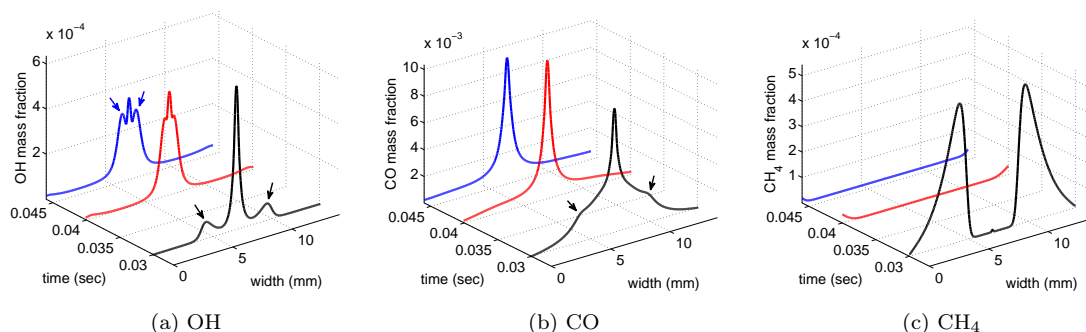 x 10⁻⁴
6
4
2
OH mass fraction
0.045
0.04
0.035
0.03
time (sec)
0
5
10
width (mm)
(a) OH
x 10⁻³
10
8
6
4
2
CO mass fraction
0.045
0.04
0.035
0.03
time (sec)
0
5
10
width (mm)
(b) CO
x 10⁻⁴
5
4
3
2
1
CH₄ mass fraction
0.045
0.04
0.035
0.03
time (sec)
0
5
10
width (mm)
(c) CH₄